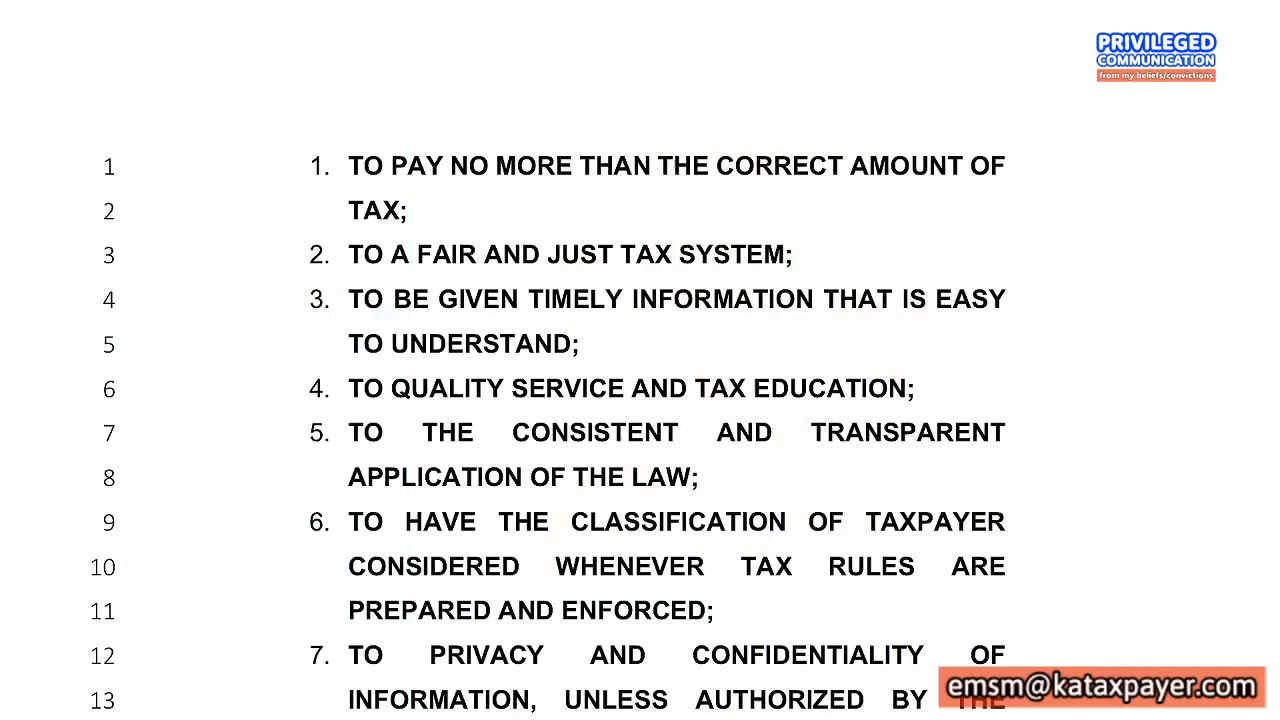 PRIVILEGED
COMMUNICATION
from my beliefs/convictions
1 1. TO PAY NO MORE THAN THE CORRECT AMOUNT OF
2 TAX;
3 2. TO A FAIR AND JUST TAX SYSTEM;
4 3. TO BE GIVEN TIMELY INFORMATION THAT IS EASY
5 TO UNDERSTAND;
6 4. TO QUALITY SERVICE AND TAX EDUCATION;
7 5. TO THE CONSISTENT AND TRANSPARENT
8 APPLICATION OF THE LAW;
9 6. TO HAVE THE CLASSIFICATION OF TAXPAYER
10 CONSIDERED WHENEVER TAX RULES ARE
11 PREPARED AND ENFORCED;
12 7. TO PRIVACY AND CONFIDENTIALITY OF
13 INFORMATION, UNLESS AUTHORIZED BY THE
emsm@kataxpayer.com